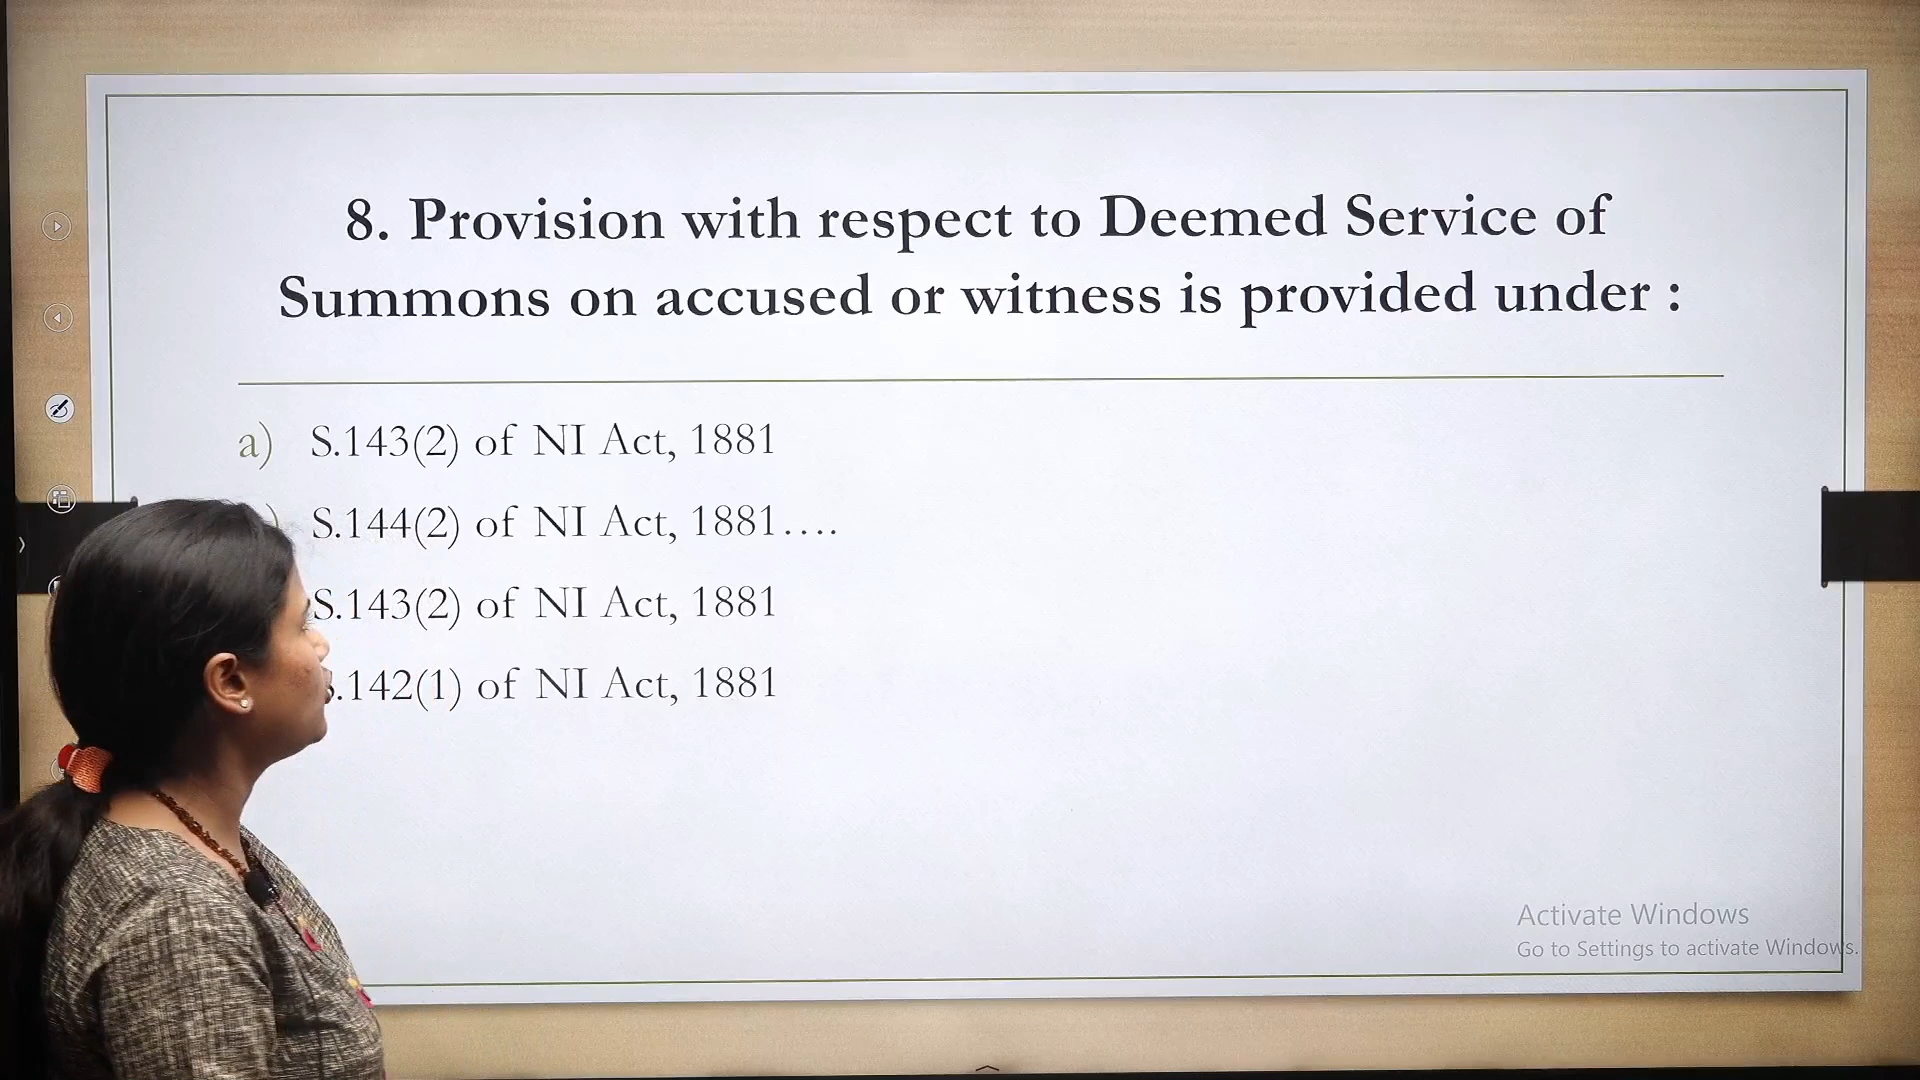 8. Provision with respect to Deemed Service of
Summons on accused or witness is provided under :
a) S.143(2) of NI Act, 1881
) S.144(2) of NI Act, 1881....
S.143(2) of NI Act, 1881
S.142(1) of NI Act, 1881
Activate Windows
Go to Settings to activate Windows.